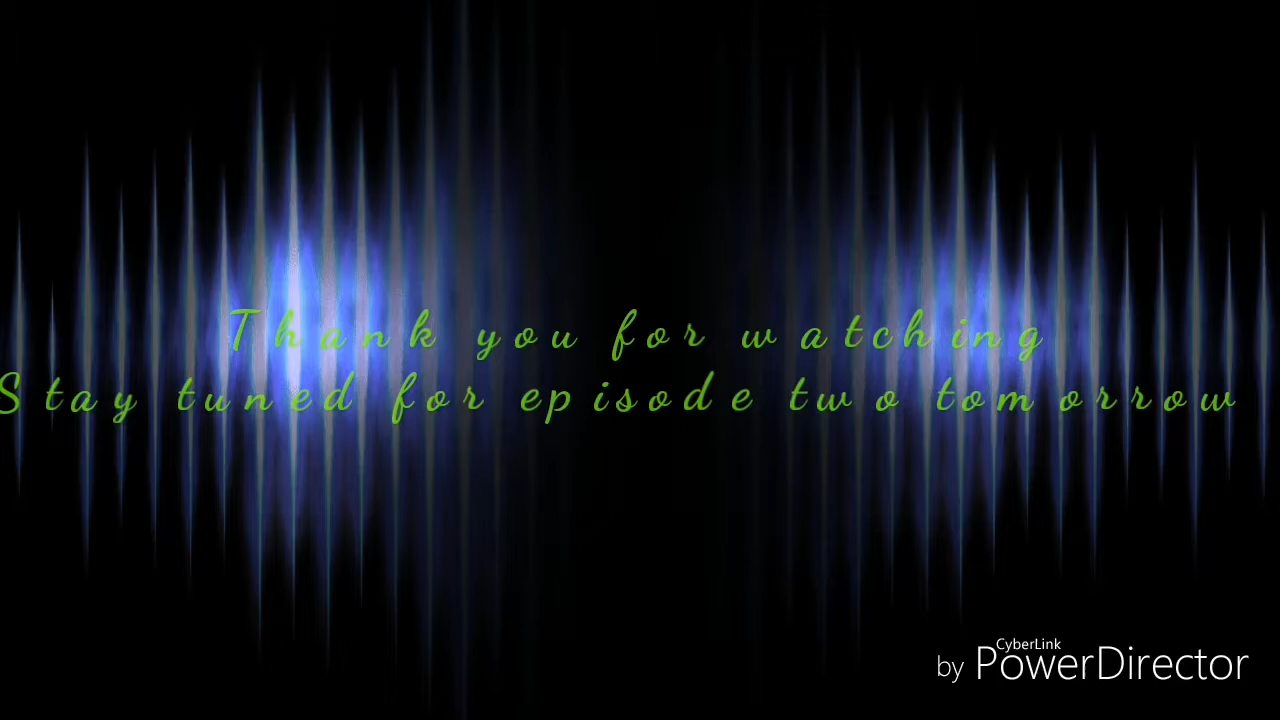 Thank you for watching
Stay tuned for episode two tomorrow
CyberLink
by PowerDirector